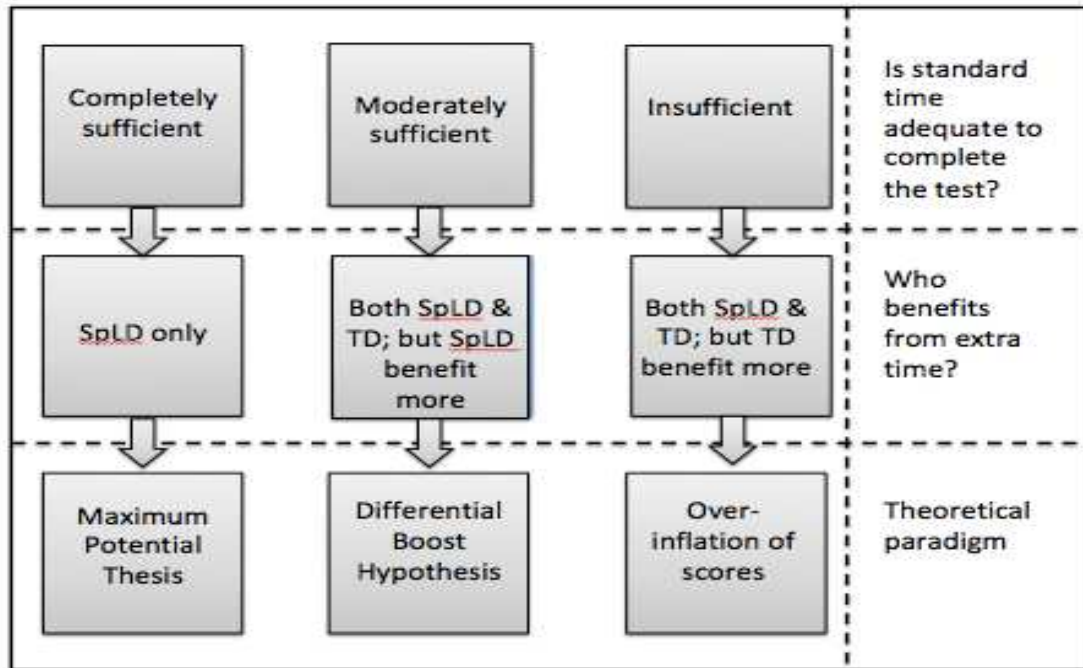 Completely
sufficient
Moderately
sufficient
Insufficient
Is standard
time
adequate to
complete
the test?
SpLD only
Both SpLD &
TD; but SpLD
benefit
more
Both SpLD &
TD; but TD
benefit more
Who
benefits
from extra
time?
Maximum
Potential
Thesis
Differential
Boost
Hypothesis
Over-
inflation of
scores
Theoretical
paradigm